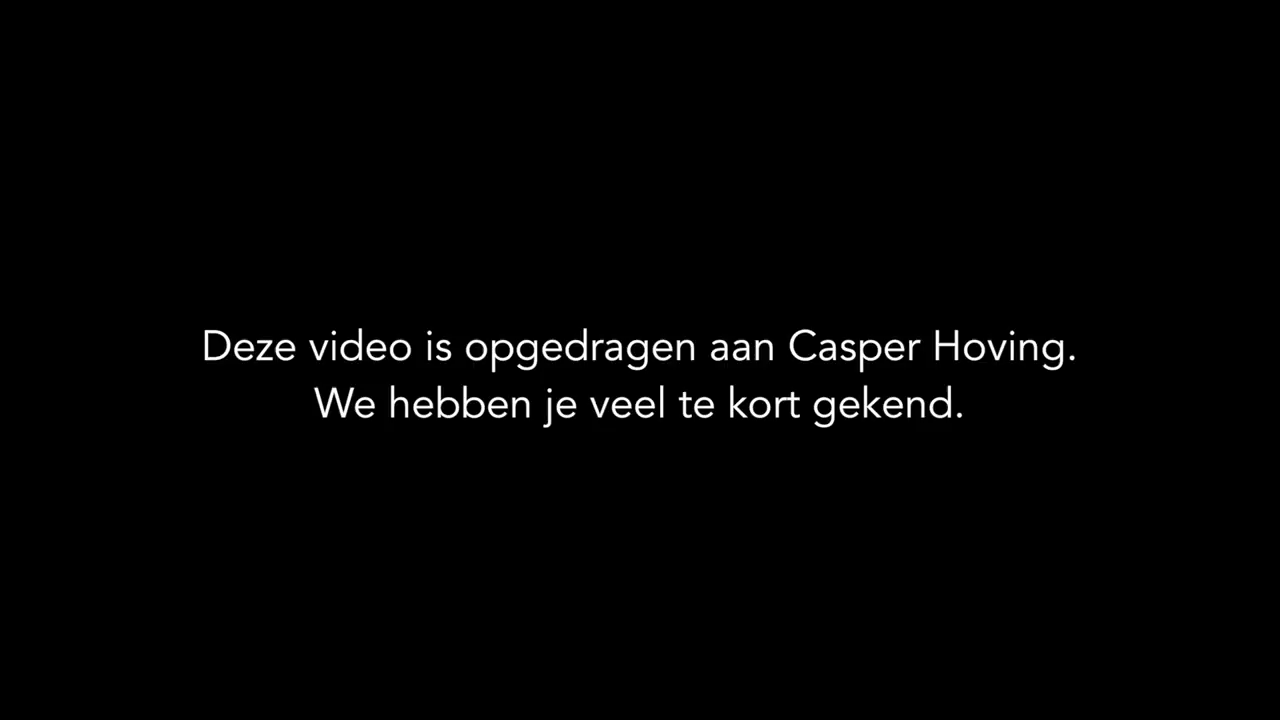 Deze video is opgedragen aan Casper Hoving.
We hebben je veel te kort gekend.